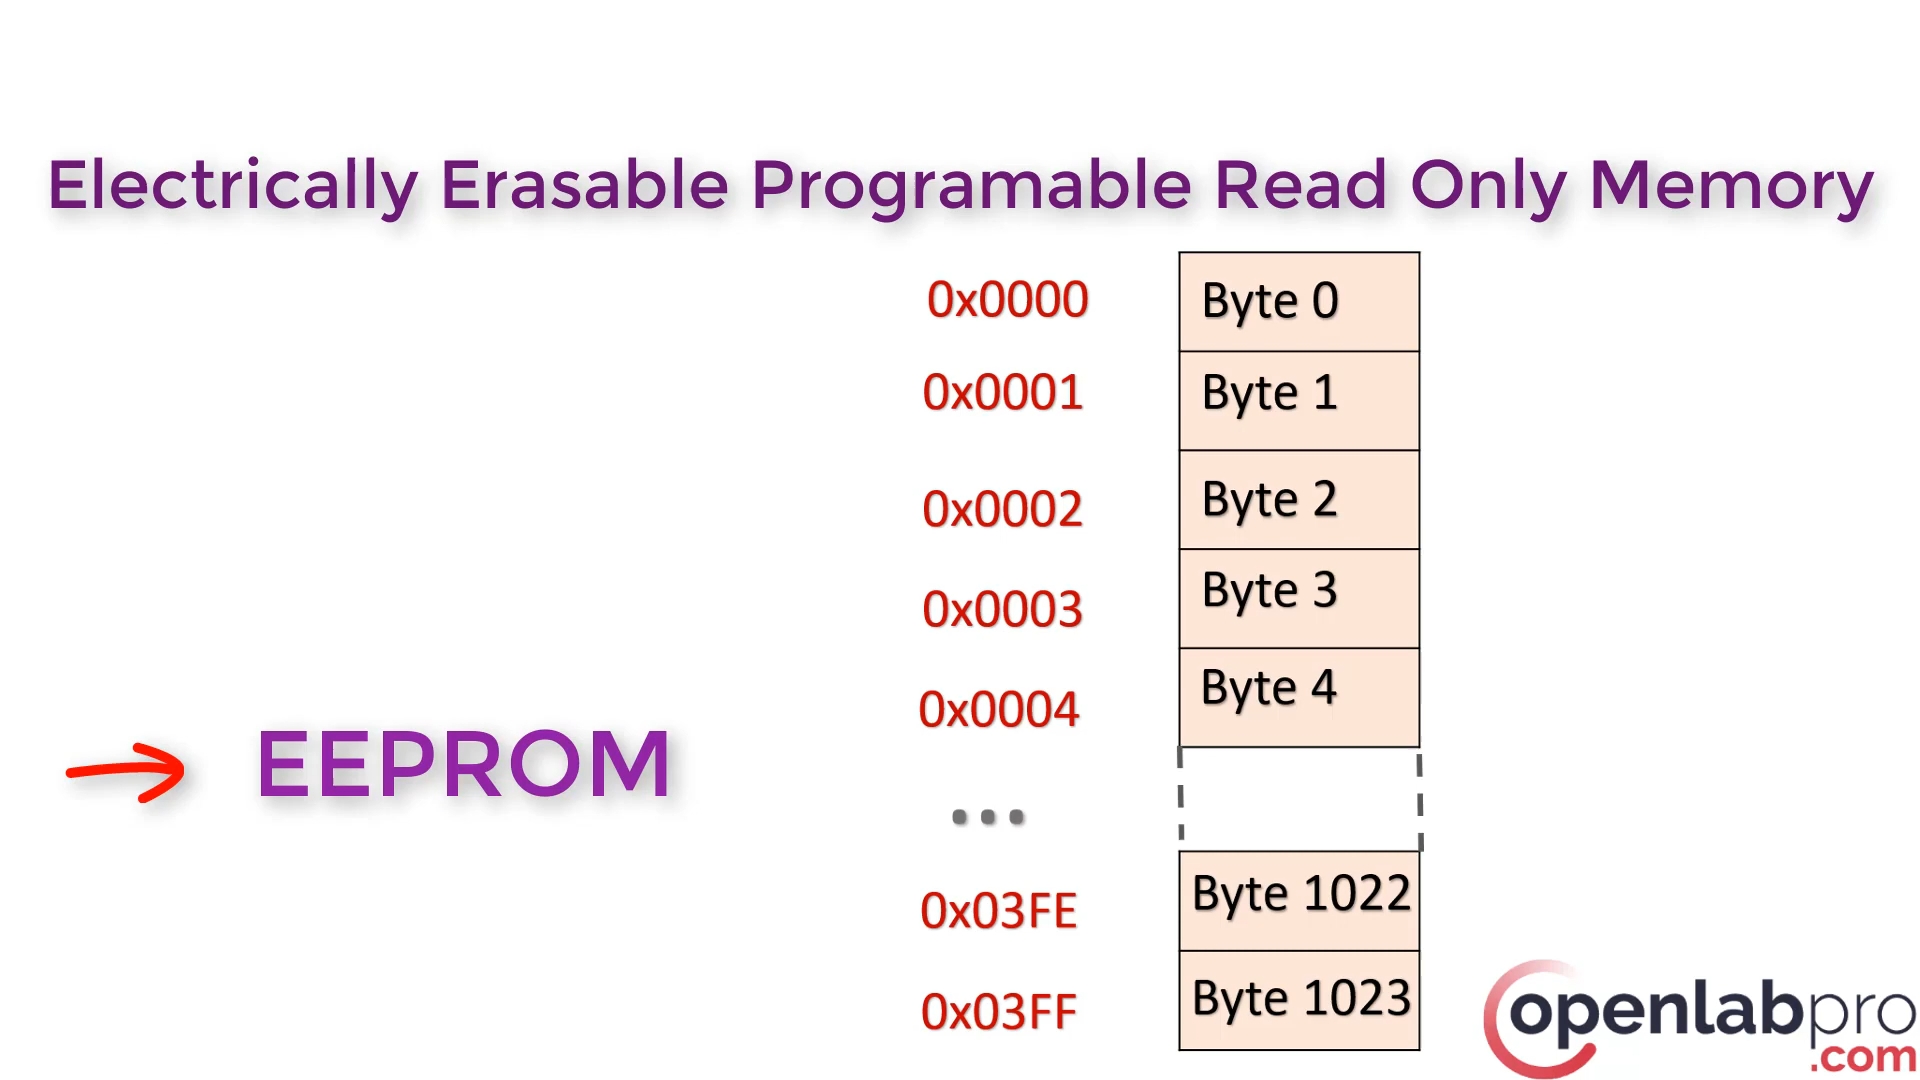 Electrically Erasable Programable Read Only Memory
0x0000 Byte 0
0x0001 Byte 1
0x0002 Byte 2
0x0003 Byte 3
0x0004 Byte 4
EEPROM
...
0x03FE Byte 1022
0x03FF Byte 1023
openlabpro
.com